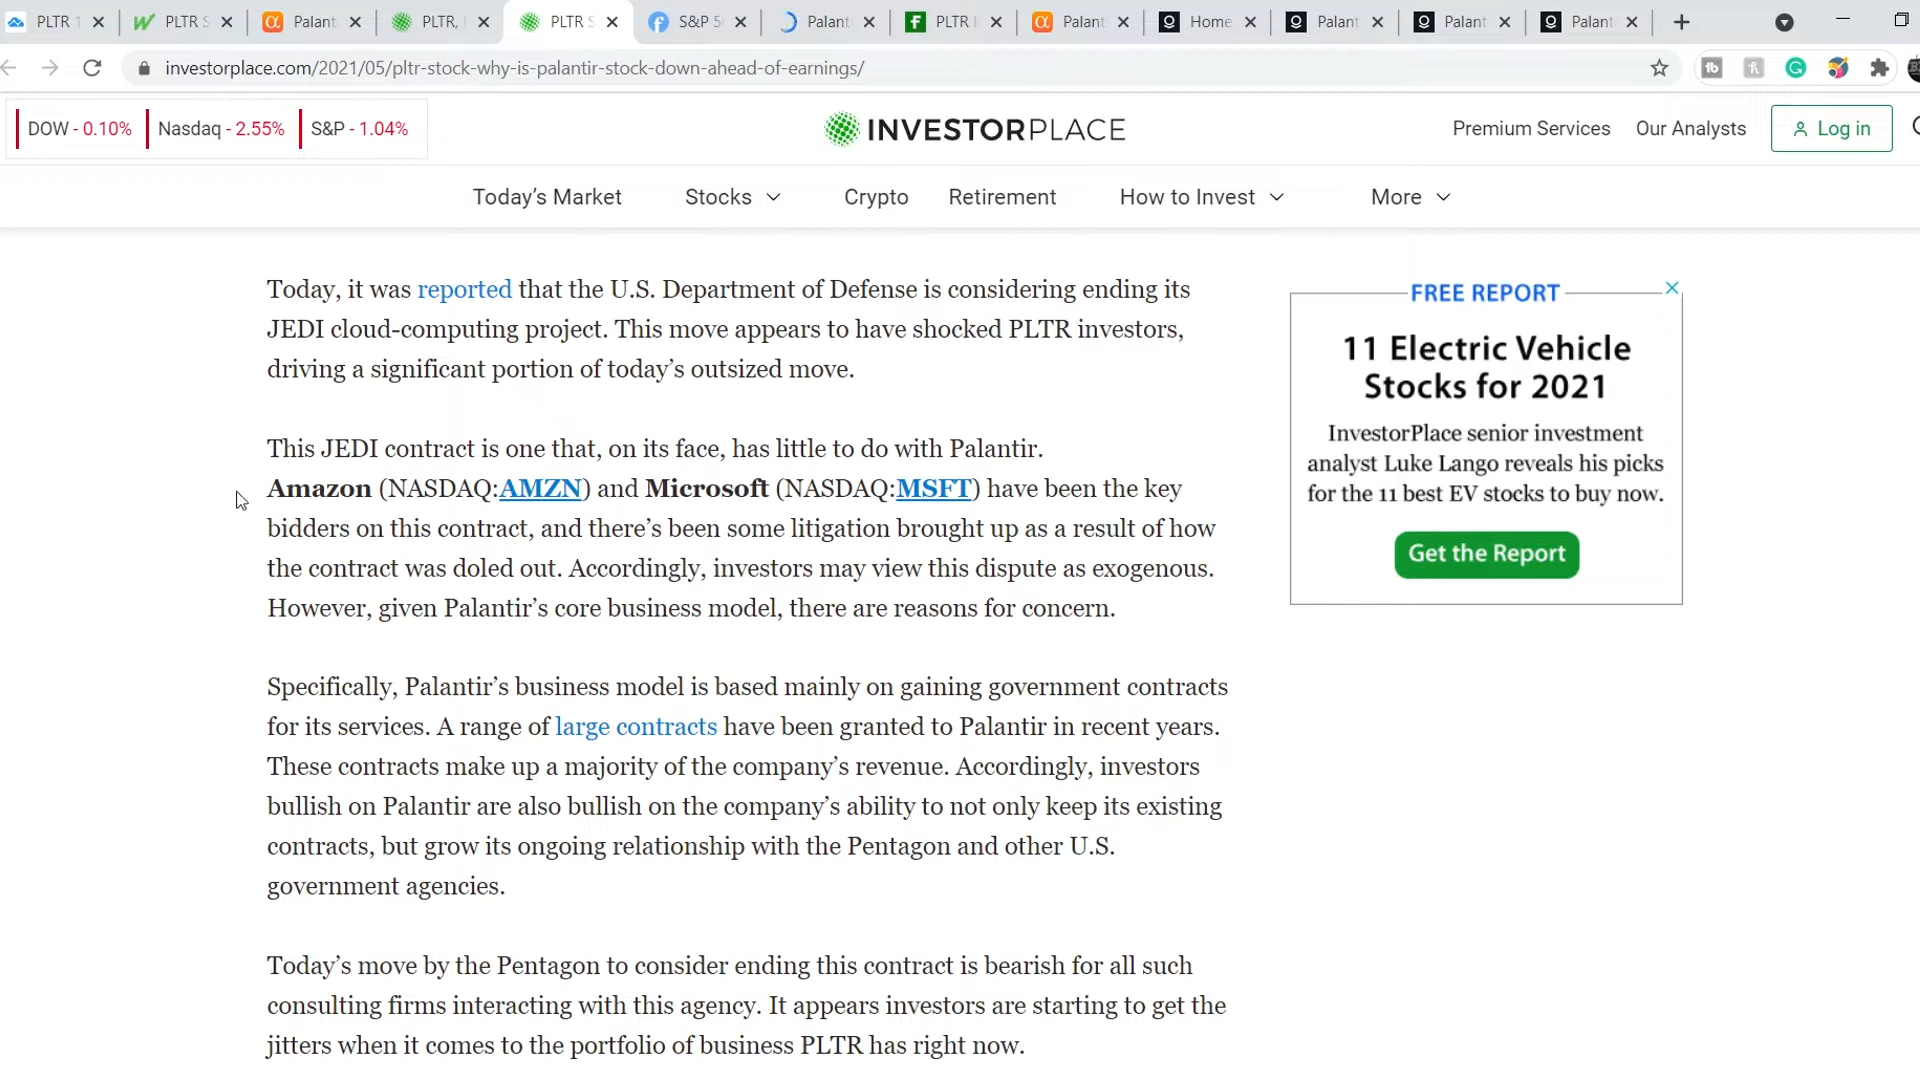 PLTR 1
PLTR S
Palant
PLTR,
PLTR S
S&P 5
Palant
PLTR
Palant
Home
Palant
Palant
Palant
investorplace.com/2021/05/pltr-stock-why-is-palantir-stock-down-ahead-of-earnings/
DOW - 0.10% Nasdaq - 2.55% S&P - 1.04%
INVESTORPLACE
Premium Services Our Analysts Log in
Today’s Market Stocks Crypto Retirement How to Invest More
Today, it was reported that the U.S. Department of Defense is considering ending its
JEDI cloud-computing project. This move appears to have shocked PLTR investors,
driving a significant portion of today’s outsized move.
This JEDI contract is one that, on its face, has little to do with Palantir.
Amazon (NASDAQ:AMZN) and Microsoft (NASDAQ:MSFT) have been the key
bidders on this contract, and there’s been some litigation brought up as a result of how
the contract was doled out. Accordingly, investors may view this dispute as exogenous.
However, given Palantir’s core business model, there are reasons for concern.
Specifically, Palantir’s business model is based mainly on gaining government contracts
for its services. A range of large contracts have been granted to Palantir in recent years.
These contracts make up a majority of the company’s revenue. Accordingly, investors
bullish on Palantir are also bullish on the company’s ability to not only keep its existing
contracts, but grow its ongoing relationship with the Pentagon and other U.S.
government agencies.
Today’s move by the Pentagon to consider ending this contract is bearish for all such
consulting firms interacting with this agency. It appears investors are starting to get the
jitters when it comes to the portfolio of business PLTR has right now.
FREE REPORT
11 Electric Vehicle
Stocks for 2021
InvestorPlace senior investment
analyst Luke Lango reveals his picks
for the 11 best EV stocks to buy now.
Get the Report